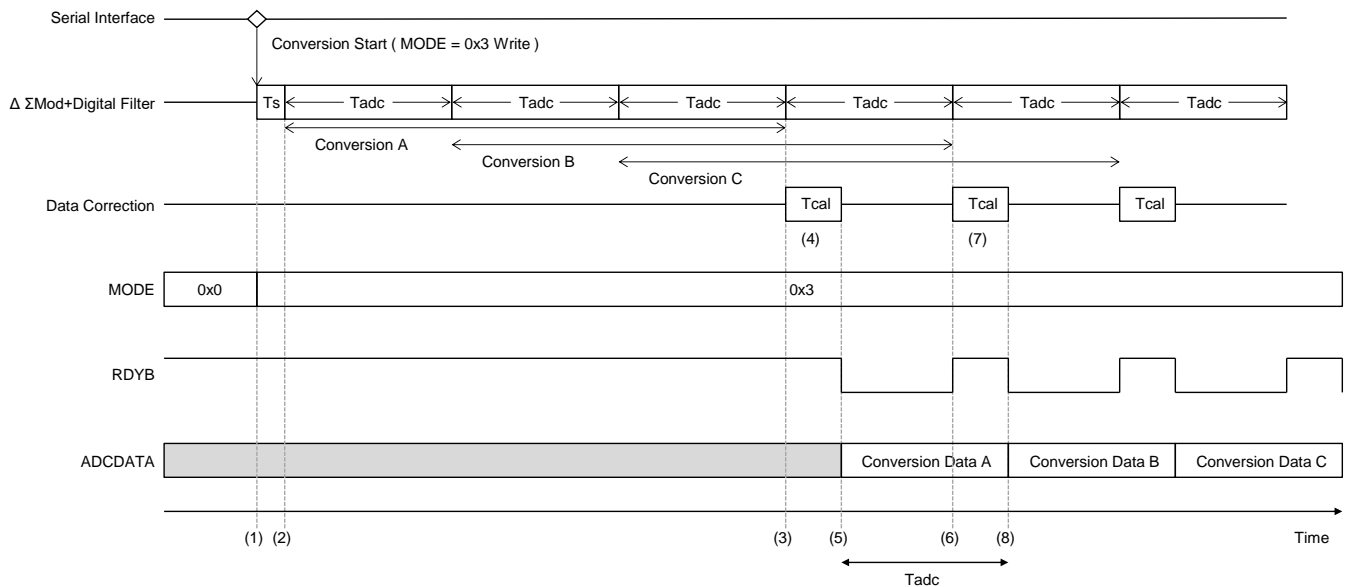 Serial Interface
Conversion Start ( MODE = 0x3 Write )
Δ ΣMod+Digital Filter
Ts Tadc Tadc Tadc Tadc Tadc Tadc
Conversion A
Conversion B
Conversion C
Data Correction
Tcal Tcal Tcal
(4) (7)
MODE
0x0 0x3
RDYB
ADCDATA
Conversion Data A Conversion Data B Conversion Data C
(1) (2) (3) (5) (6) (8) Time
Tadc